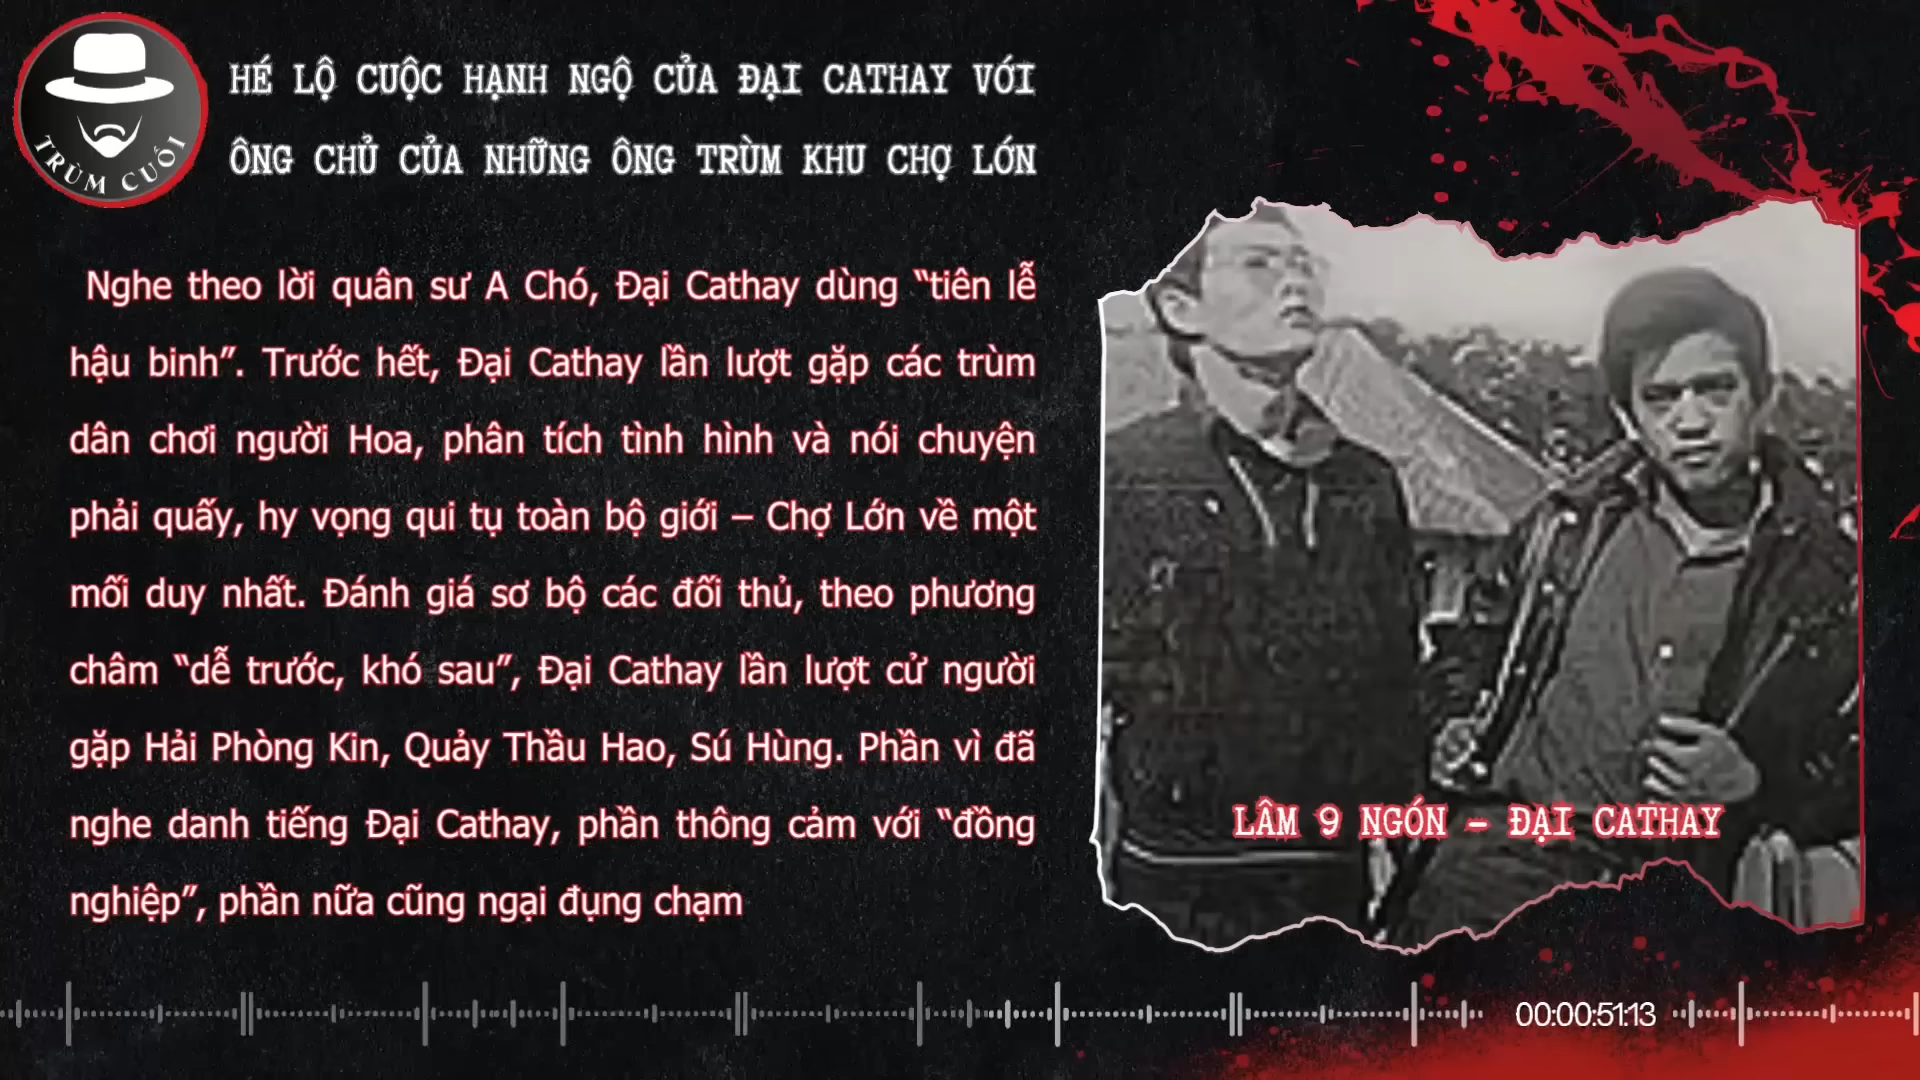 TRÙM CUỐI
HÉ LỘ CUỘC HẠNH NGỘ CỦA ĐẠI CATHAY VỚI
ÔNG CHỦ CỦA NHỮNG ÔNG TRÙM KHU CHỢ LỚN
Nghe theo lời quân sư A Chó, Đại Cathay dùng “tiên lễ
hậu binh”. Trước hết, Đại Cathay lần lượt gặp các trùm
dân chơi người Hoa, phân tích tình hình và nói chuyện
phải quấy, hy vọng qui tụ toàn bộ giới – Chợ Lớn về một
mối duy nhất. Đánh giá sơ bộ các đối thủ, theo phương
châm “dễ trước, khó sau”, Đại Cathay lần lượt cử người
gặp Hải Phòng Kin, Quảy Thầu Hao, Sú Hùng. Phần vì đã
nghe danh tiếng Đại Cathay, phần thông cảm với “đồng
nghiệp”, phần nữa cũng ngại đụng chạm
LÂM 9 NGÓN - ĐẠI CATHAY
00:00:51:13